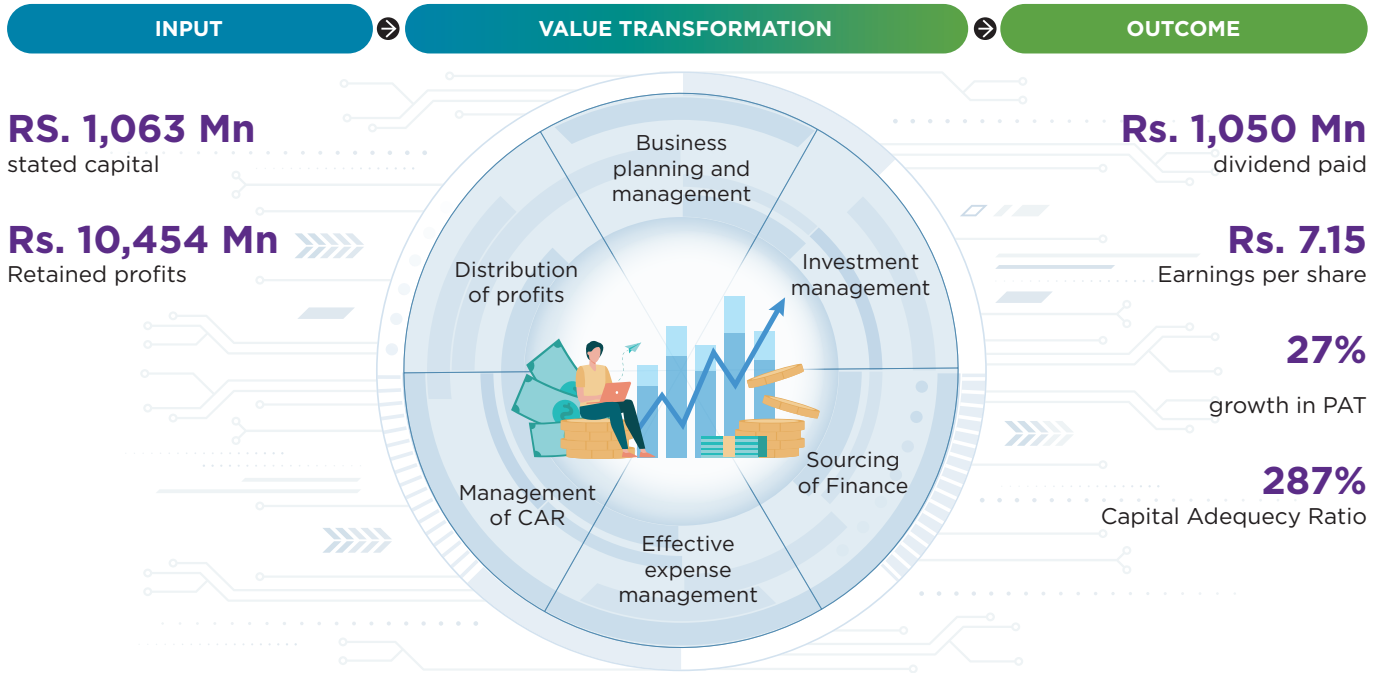 INPUT
VALUE TRANSFORMATION
OUTCOME
RS. 1,063 Mn
stated capital
Rs. 10,454 Mn
Retained profits
Business
planning and
management
Investment
management
Sourcing
of Finance
Effective
expense
management
Management
of CAR
Distribution
of profits
Rs. 1,050 Mn
dividend paid
Rs. 7.15
Earnings per share
27%
growth in PAT
287%
Capital Adequecy Ratio